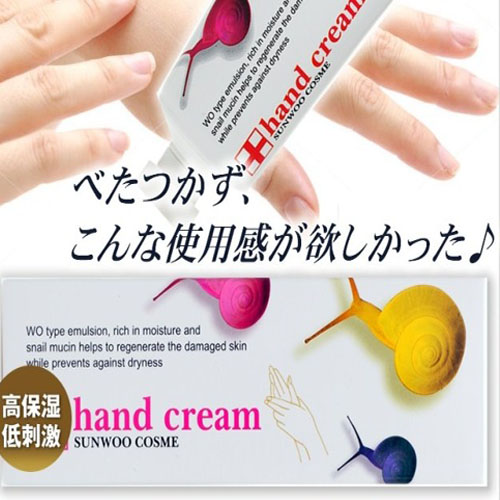 WO type emulsion, rich in moisture and
snail mucin helps to regenerate the damaged
while prevents against dryness
hand cream
SUNWOO COSME
べたつかず、
こんな使用感が欲しかった♪
WO type emulsion, rich in moisture and
snail mucin helps to regenerate the damaged skin
while prevents against dryness
高保湿
低刺激
hand cream
SUNWOO COSME